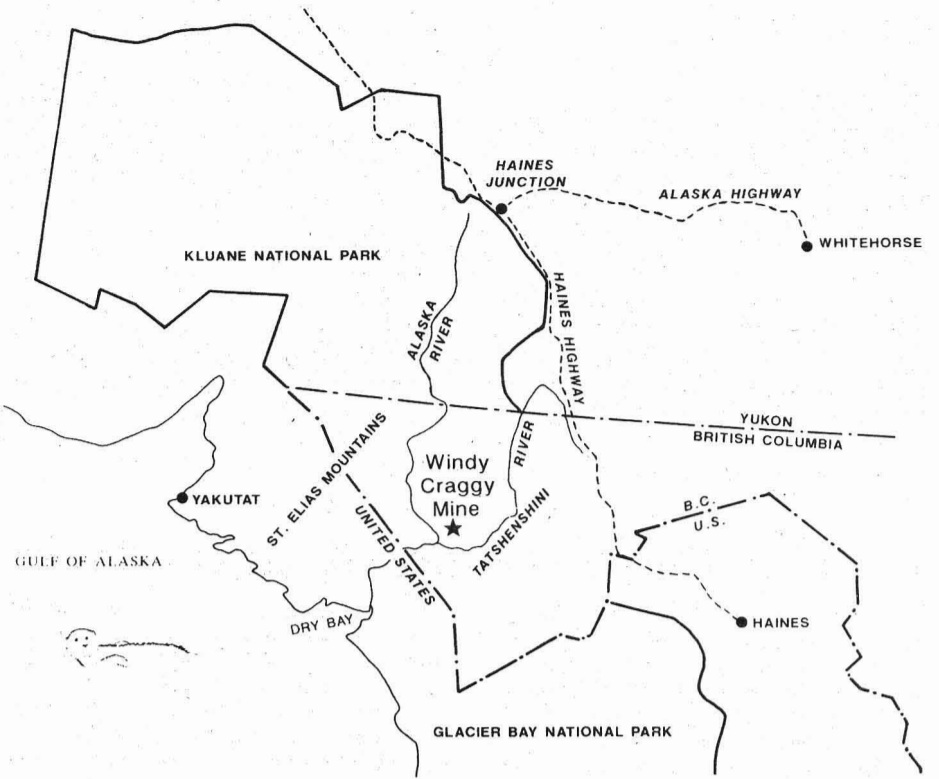 HAINES
JUNCTION
ALASKA HIGHWAY
WHITEHORSE
KLUANE NATIONAL PARK
HAINES HIGHWAY
ALASKA
RIVER
YUKON
BRITISH COLUMBIA
ST. ELIAS MOUNTAINS
Windy
Craggy
Mine
RIVER
TATSHENSHINI
YAKUTAT
UNITED STATES
B.C.
U.S.
GULF OF ALASKA
DRY BAY
HAINES
GLACIER BAY NATIONAL PARK